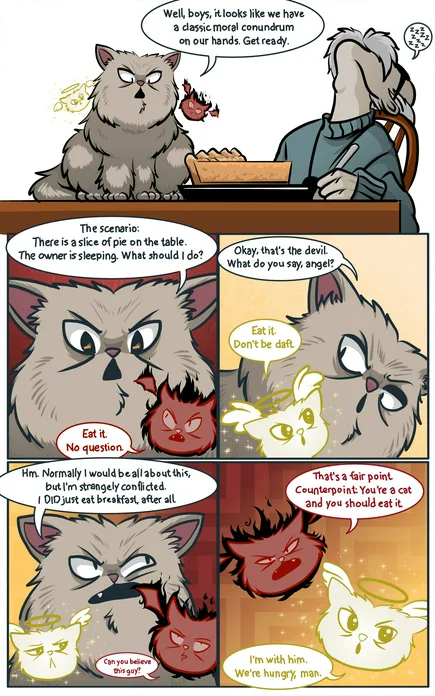 Well, boys, it looks like we have
a classic moral conundrum
on our hands. Get ready.
zzzz
zzzz
zzz
The scenario:
There is a slice of pie on the table.
The owner is sleeping. What should I do?
Eat it.
No question.
Okay, that's the devil.
What do you say, angel?
Eat it.
Don't be daft.
Hm. Normally I would be all about this,
but I'm strangely conflicted.
I DID just eat breakfast, after all.
Can you believe
this guy?
That's a fair point.
Counterpoint: You're a cat
and you should eat it.
I'm with him.
We're hungry, man.